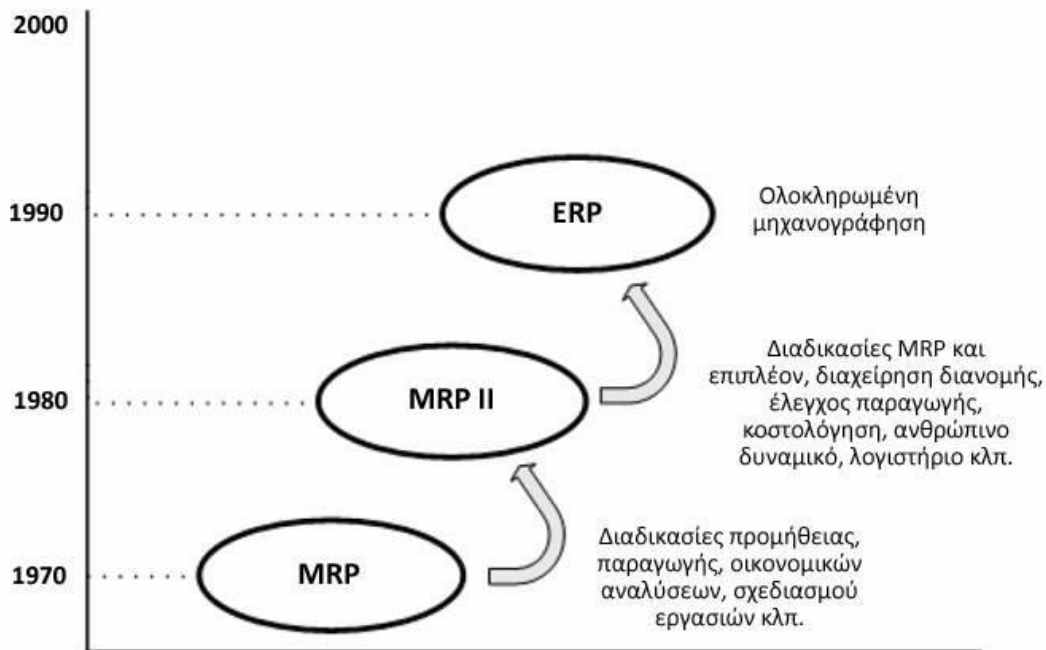 2000
1990
ERP
Ολοκληρωμένη
μηχανογράφηση
1980
MRP II
Διαδικασίες MRP και
επιπλέον, διαχείρηση διανομής,
έλεγχος παραγωγής,
κοστολόγηση, ανθρώπινο
δυναμικό, λογιστήριο κλπ.
1970
MRP
Διαδικασίες προμήθειας,
παραγωγής, οικονομικών
αναλύσεων, σχεδιασμού
εργασιών κλπ.